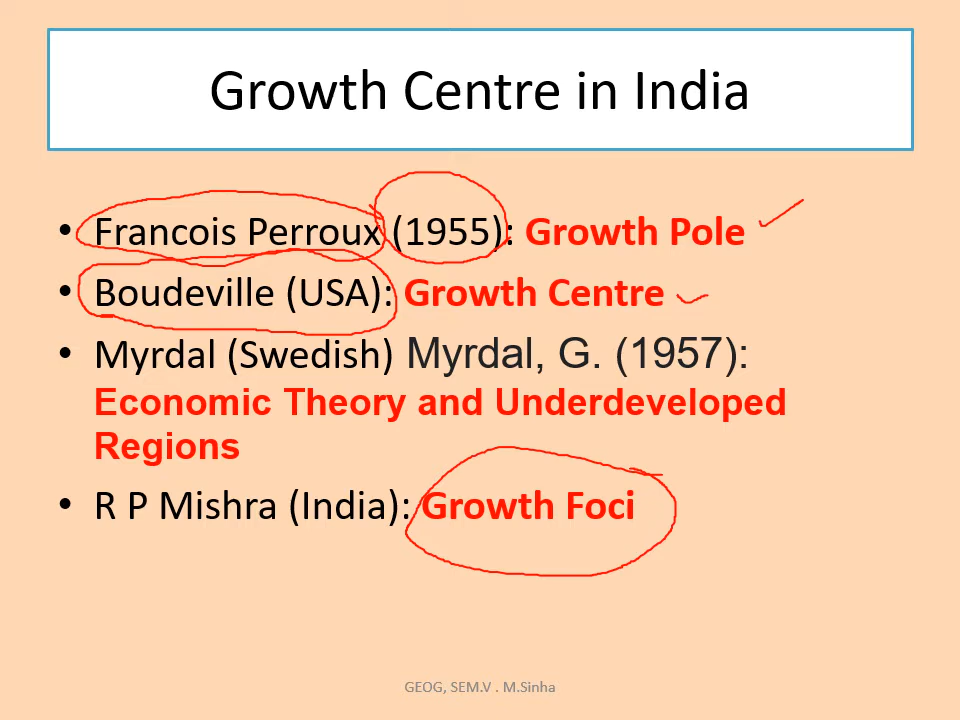 Growth Centre in India
• Francois Perroux (1955): Growth Pole
• Boudeville (USA): Growth Centre
• Myrdal (Swedish) Myrdal, G. (1957):
Economic Theory and Underdeveloped
Regions
• R P Mishra (India): Growth Foci
GEOG, SEM.V . M.Sinha